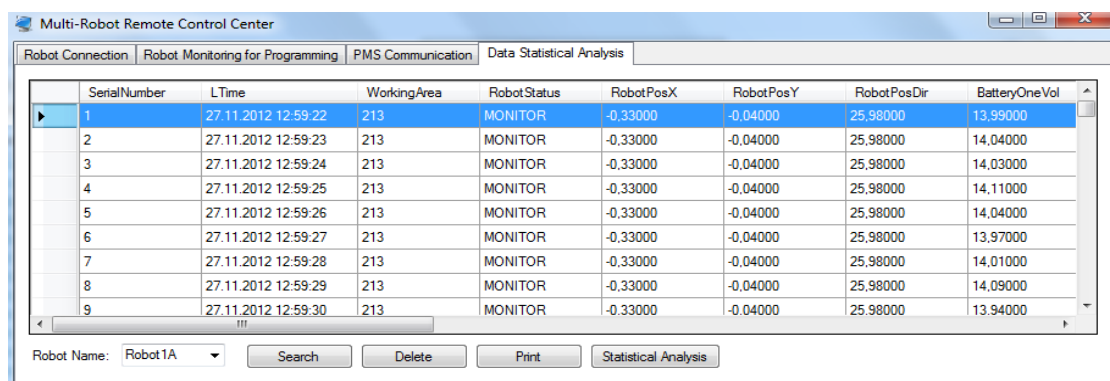 Multi-Robot Remote Control Center
Robot Connection Robot Monitoring for Programming PMS Communication Data Statistical Analysis
SerialNumber LTime WorkingArea RobotStatus RobotPosX RobotPosY RobotPosDir BatteryOneVol
1 27.11.2012 12:59:22 213 MONITOR -0,33000 -0,04000 25,98000 13,99000
2 27.11.2012 12:59:23 213 MONITOR -0,33000 -0,04000 25,98000 14,04000
3 27.11.2012 12:59:24 213 MONITOR -0,33000 -0,04000 25,98000 14,03000
4 27.11.2012 12:59:25 213 MONITOR -0,33000 -0,04000 25,98000 14,11000
5 27.11.2012 12:59:26 213 MONITOR -0,33000 -0,04000 25,98000 14,04000
6 27.11.2012 12:59:27 213 MONITOR -0,33000 -0,04000 25,98000 13,97000
7 27.11.2012 12:59:28 213 MONITOR -0,33000 -0,04000 25,98000 14,01000
8 27.11.2012 12:59:29 213 MONITOR -0,33000 -0,04000 25,98000 14,09000
9 27.11.2012 12:59:30 213 MONITOR -0,33000 -0,04000 25,98000 13,94000
Robot Name: Robot1A Search Delete Print Statistical Analysis